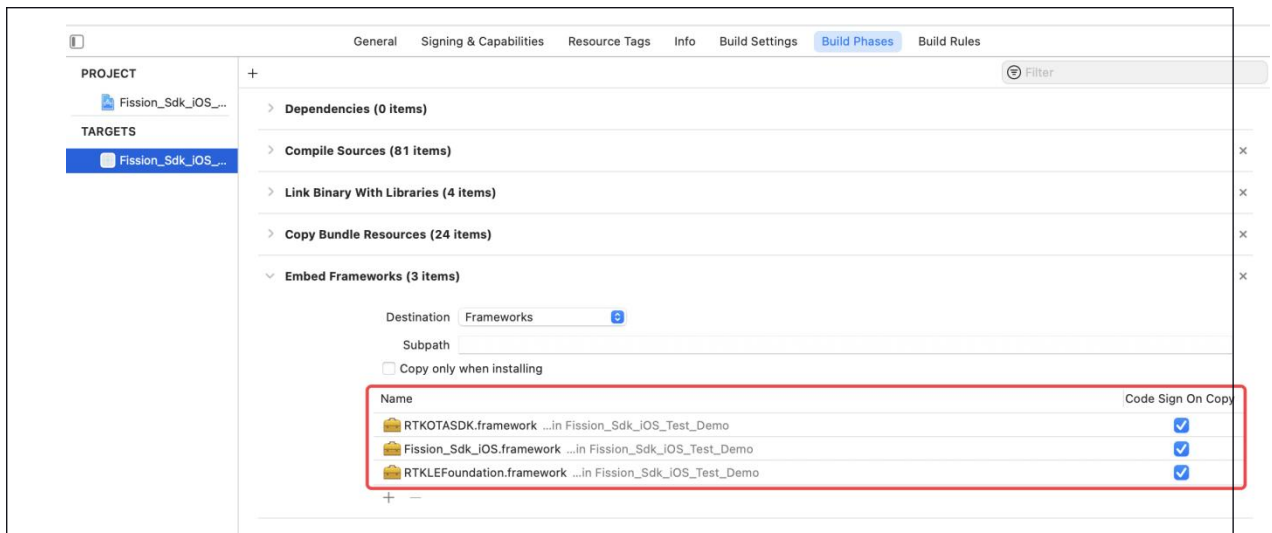 General Signing & Capabilities Resource Tags Info Build Settings Build Phases Build Rules
PROJECT
Filter
Fission_Sdk_iOS_...
Dependencies (0 items)
TARGETS
Compile Sources (81 items)
Fission_Sdk_iOS_...
Link Binary With Libraries (4 items)
Copy Bundle Resources (24 items)
Embed Frameworks (3 items)
Destination Frameworks
Subpath
Copy only when installing
Name Code Sign On Copy
RTKOTASDK.framework ...in Fission_Sdk_iOS_Test_Demo
Fission_Sdk_iOS.framework ...in Fission_Sdk_iOS_Test_Demo
RTKLEFoundation.framework ...in Fission_Sdk_iOS_Test_Demo